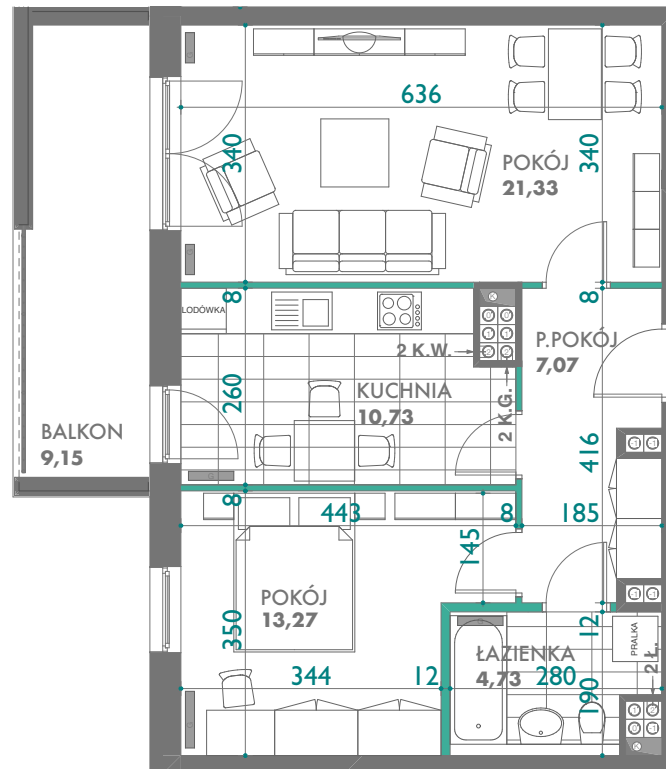 636
340
340
POKÓJ
21,33
8
8
LODÓWKA
2 K.W.
2 K.G.
P.POKÓJ
7,07
KUCHNIA
10,73
260
416
BALKON
9,15
8
443
8
185
145
POKÓJ
13,27
350
12
PRALKA
2 Ł.
ŁAZIENKA
4,73
344
12
280
190